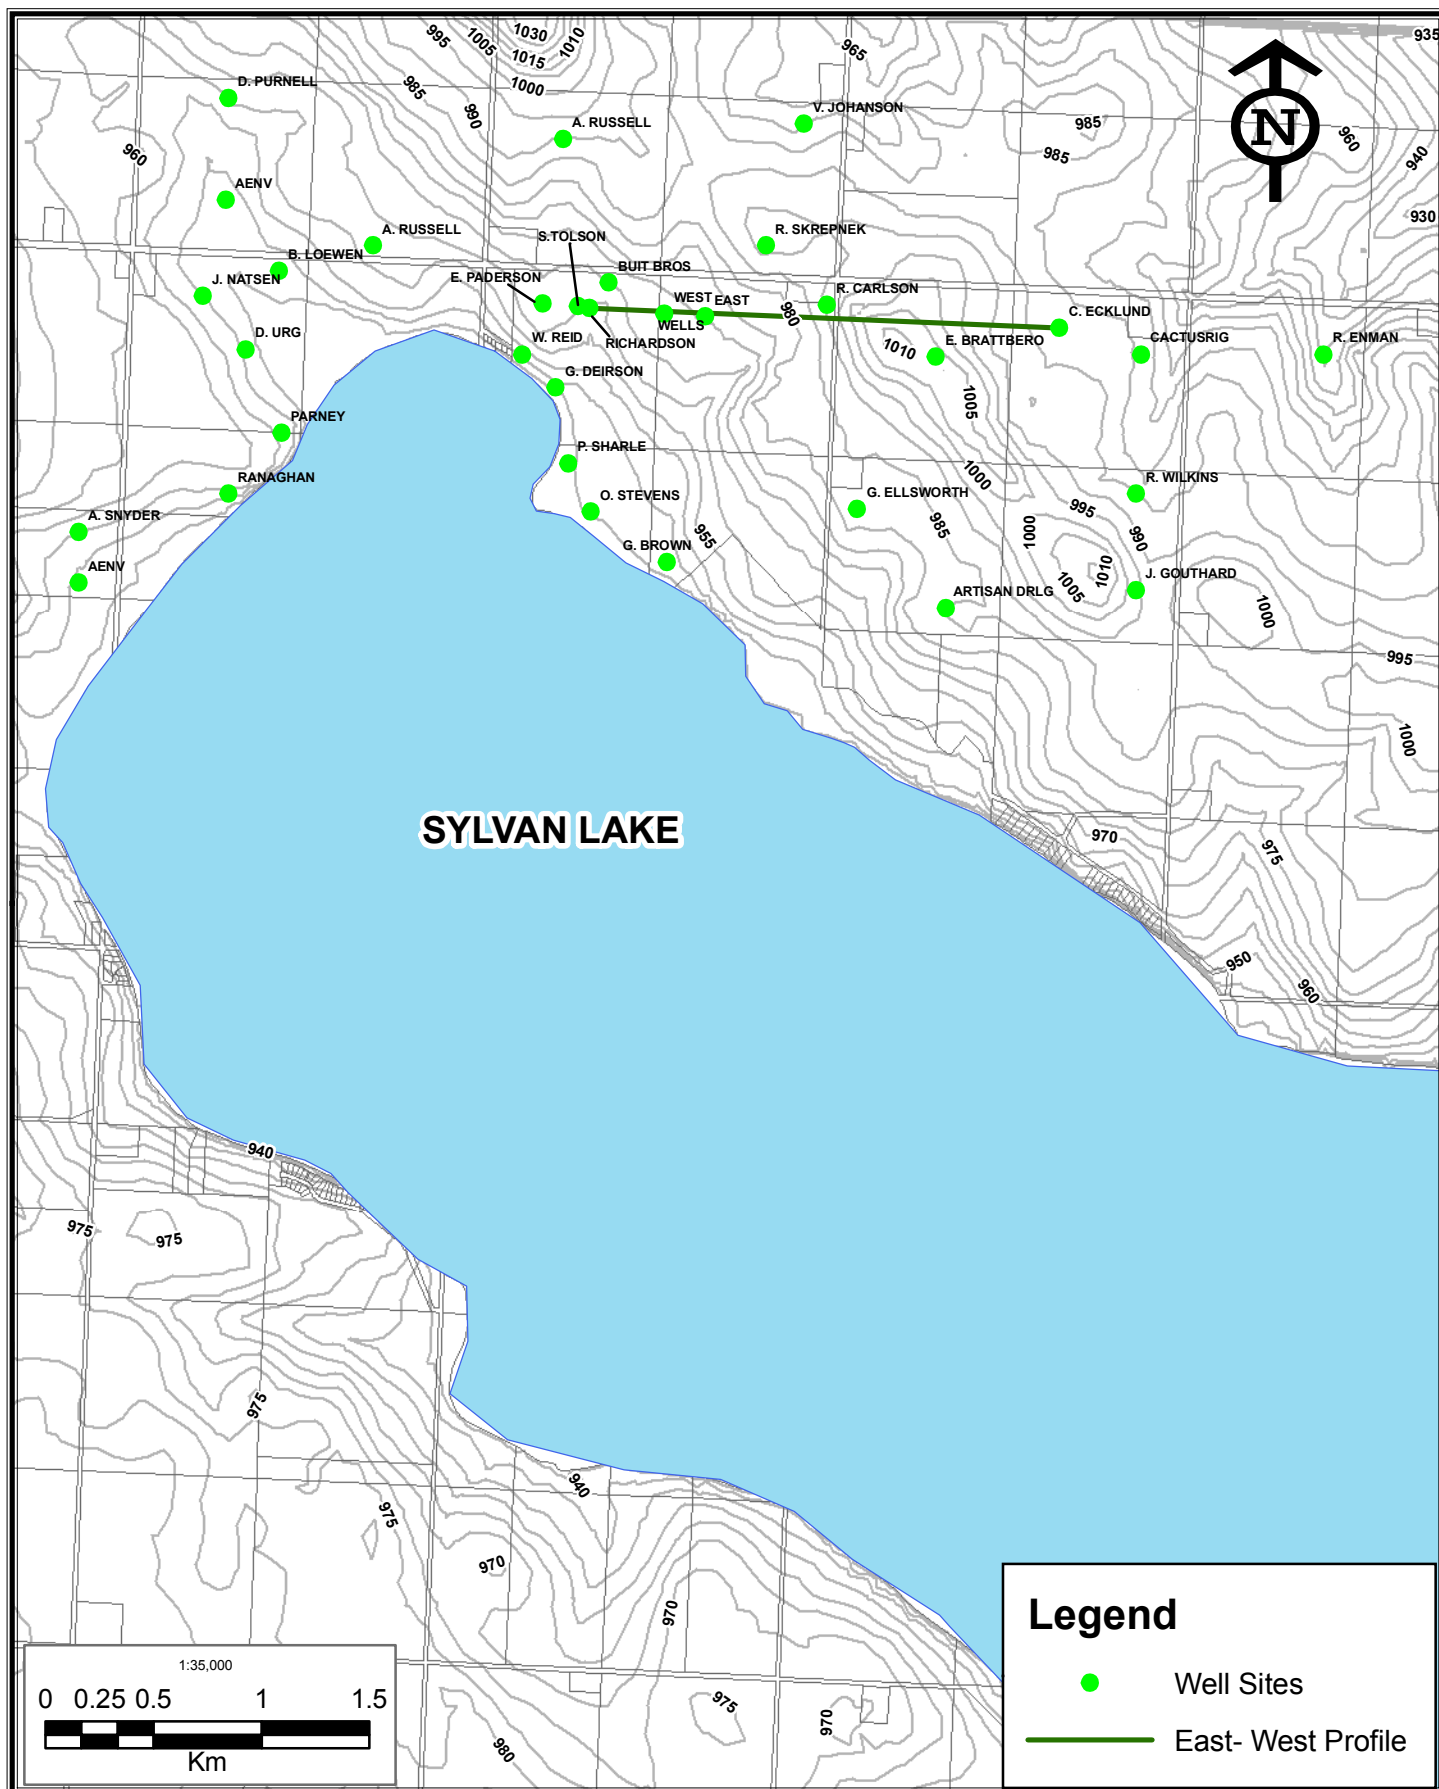 1030
995
1005
1010
935
965
1015
985
1000
D. PURNELL
990
V. JOHANSON
A. RUSSELL
985
N
960
960
985
940
AENV
930
A. RUSSELL
S.TOLSON
R. SKREPNEK
B. LOEWEN
BUIT BROS
J. NATSEN
E. PADERSON
R. CARLSON
WEST EAST
980
C. ECKLUND
WELLS
D. URG
W. REID
RICHARDSON
1010
E. BRATTBERO
CACTUSRIG
R. ENMAN
G. DEIRSON
1005
PARNEY
P. SHARLE
1000
RANAGHAN
R. WILKINS
O. STEVENS
G. ELLSWORTH
995
A. SNYDER
985
1000
955
990
G. BROWN
AENV
1010
J. GOUTHARD
1005
ARTISAN DRLG
1000
995
1000
SYLVAN LAKE
970
975
950
960
940
975
975
975
940
975
970
970
975
970
980
1:35,000
0 0.25 0.5 1 1.5
Km
Legend
Well Sites
East- West Profile